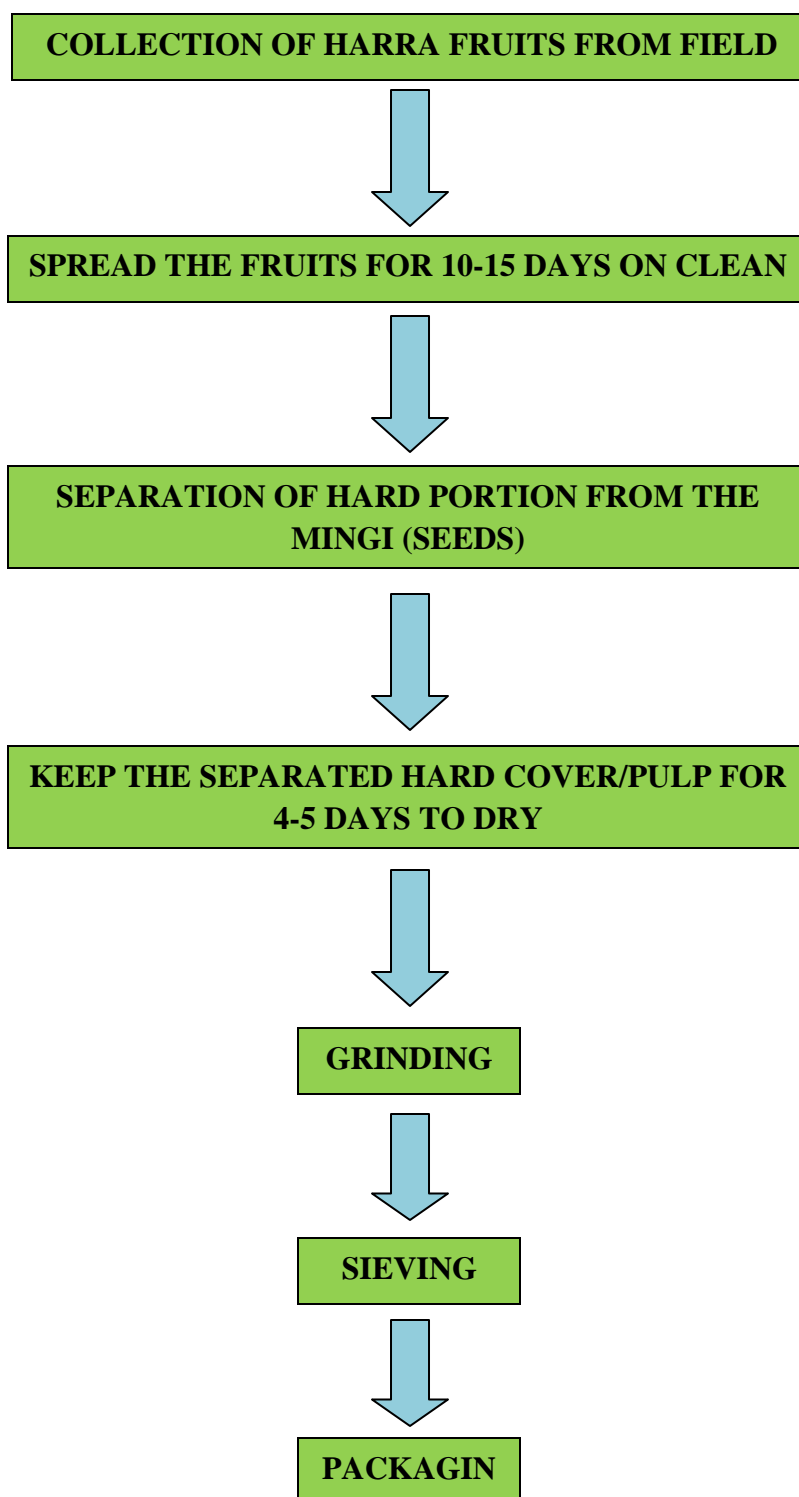 COLLECTION OF HARRA FRUITS FROM FIELD
SPREAD THE FRUITS FOR 10-15 DAYS ON CLEAN
SEPARATION OF HARD PORTION FROM THE
MINGI (SEEDS)
KEEP THE SEPARATED HARD COVER/PULP FOR
4-5 DAYS TO DRY
GRINDING
SIEVING
PACKAGIN